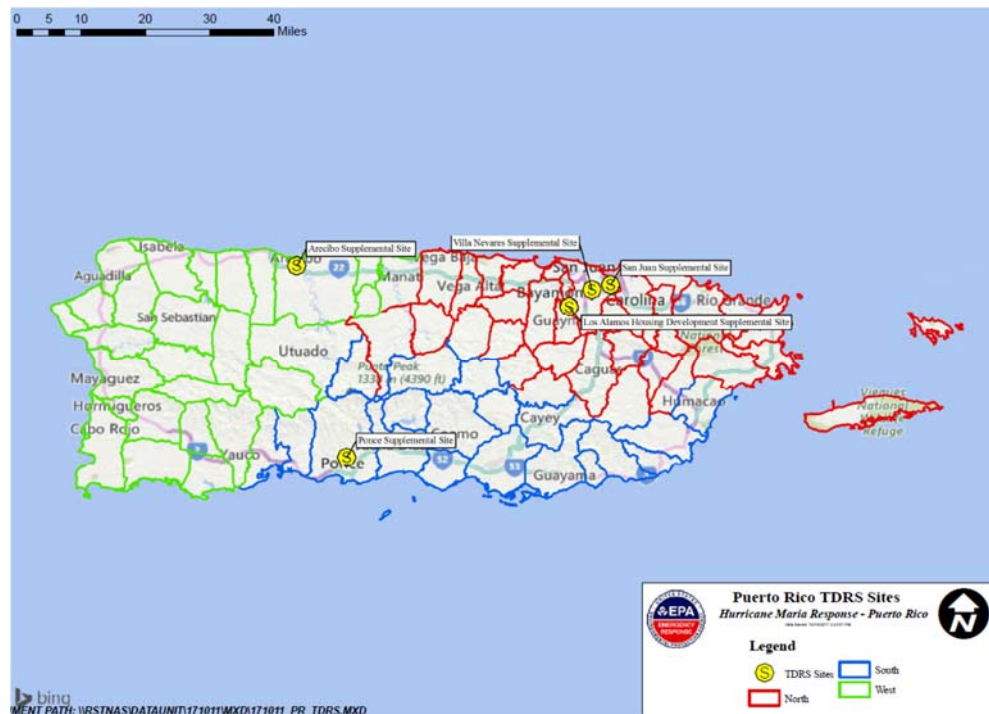 0 5 10 20 30 40
Miles
Isabela
Arecibo Supplemental Site
Villa Nevares Supplemental Site
Arecibo
Vega Baja
San Juan
San Juan Supplemental Site
Aguadilla
22
Manati
Vega Alta
Bayamon
Carolina
Rio Grande
San Sebastian
Guayn
Los Alamos Housing Development Supplemental Site
Utuado
National
Forest
Punta Peak
1338 m (4390 ft)
Mayaguez
Caguas
Hormigueros
Humacao
Vieques
National
Refuge
Cabo Rojo
Cayey
Coamo
Ponce Supplemental Site
Yauco
Ponce
52
53
Guayama
Puerto Rico TDRS Sites
Hurricane Maria Response - Puerto Rico
EPA
EMERGENCY
RESPONSE
N
Legend
S TDRS Sites
South
North
West
bing
MENT PATH: \\RSTNAS\DATAUNIT\171011\MXD\171011_PR_TDRS.MXD